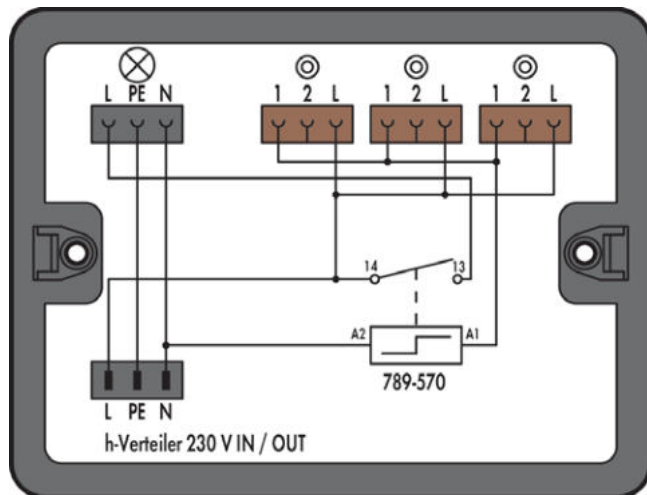 L PE N
1 2 L
1 2 L
1 2 L
14
13
A2
A1
789-570
L PE N
h-Verteiler 230 V IN / OUT